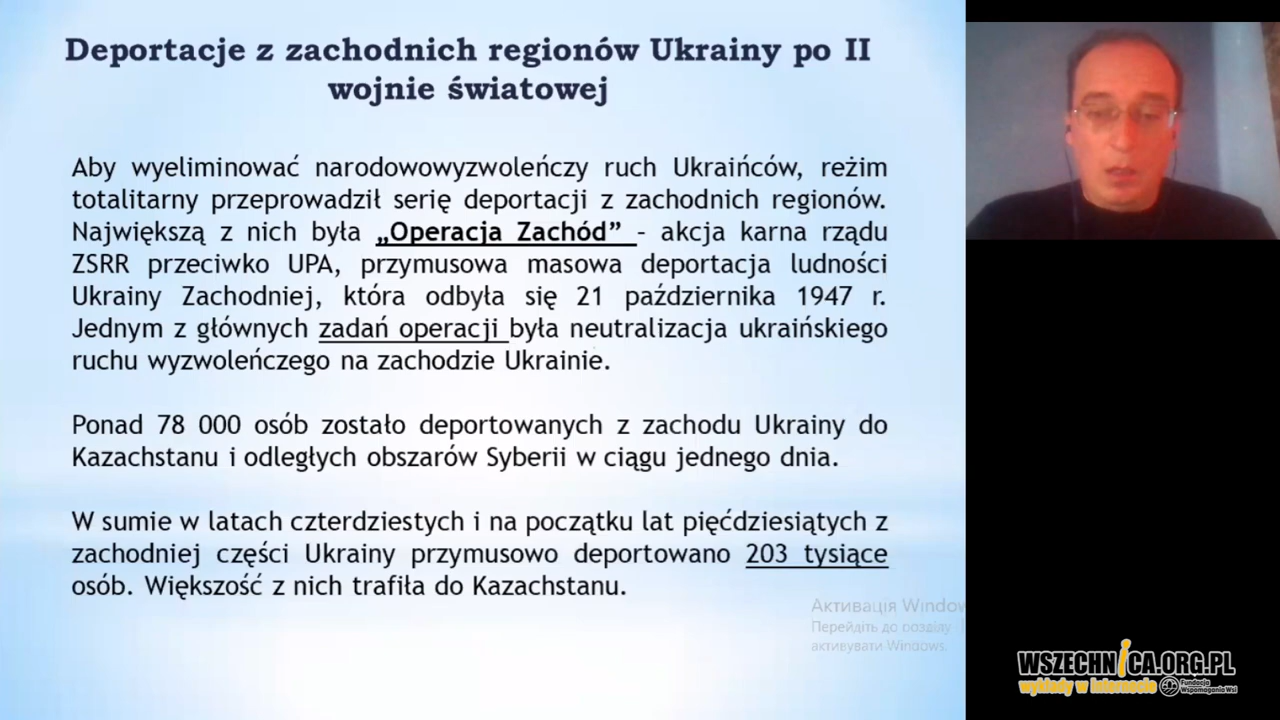 Deportacje z zachodnich regionów Ukrainy po II
wojnie światowej
Aby wyeliminować narodowowyzwoleńczy ruch Ukraińców, reżim
totalitarny przeprowadził serię deportacji z zachodnich regionów.
Największą z nich była „Operacja Zachód” – akcja karna rządu
ZSRR przeciwko UPA, przymusowa masowa deportacja ludności
Ukrainy Zachodniej, która odbyła się 21 października 1947 r.
Jednym z głównych zadań operacji była neutralizacja ukraińskiego
ruchu wyzwoleńczego na zachodzie Ukrainie.
Ponad 78 000 osób zostało deportowanych z zachodu Ukrainy do
Kazachstanu i odległych obszarów Syberii w ciągu jednego dnia.
W sumie w latach czterdziestych i na początku lat pięćdziesiątych z
zachodniej części Ukrainy przymusowo deportowano 203 tysiące
osób. Większość z nich trafiła do Kazachstanu.
Активація Window
Перейдіть до розділу
активувати Windows.
WSZECHNICA.ORG.PL
wykłady w internecie
Fundacja
Wspomagania Wsi